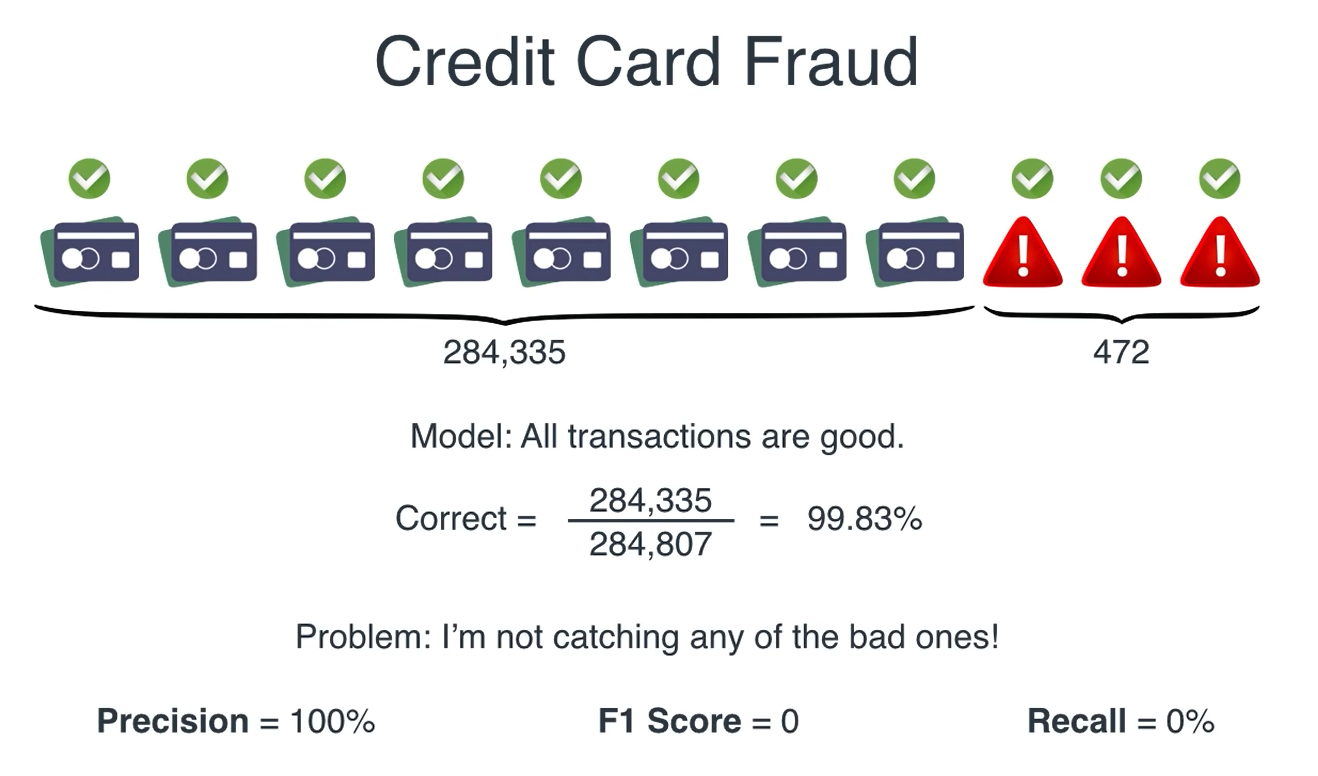 Credit Card Fraud
284,335
472
Model: All transactions are good.
Correct = 284,335 / 284,807 = 99.83%
Problem: I’m not catching any of the bad ones!
Precision = 100% F1 Score = 0 Recall = 0%